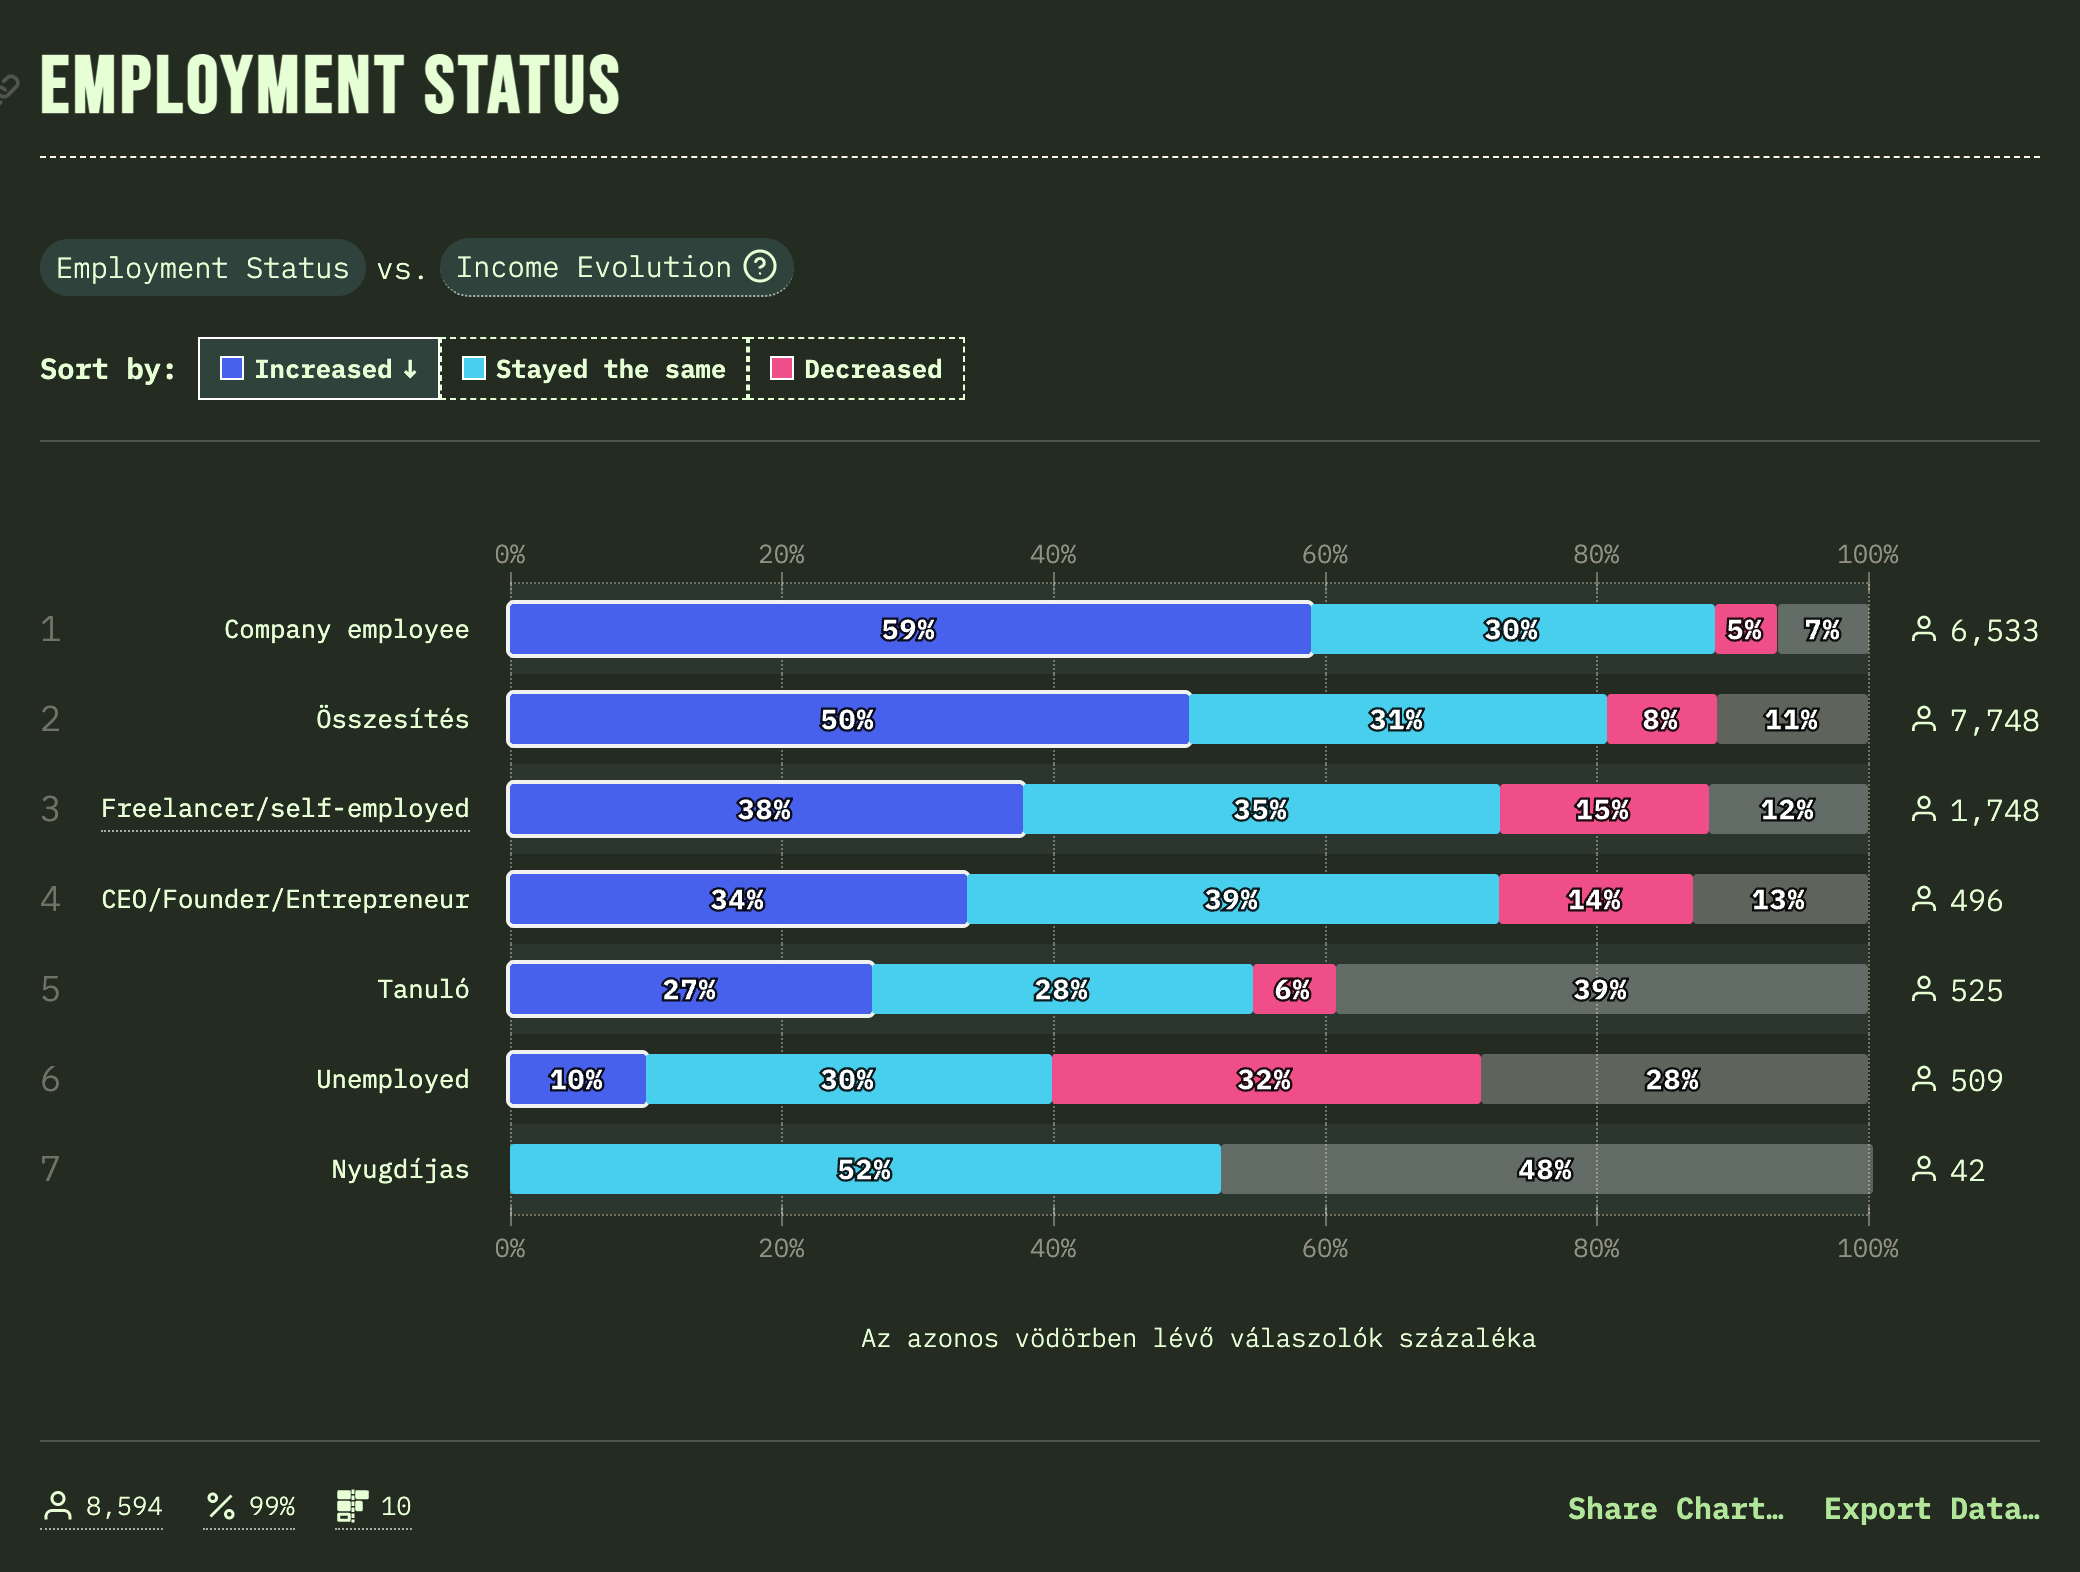 EMPLOYMENT STATUS
Employment Status vs. Income Evolution ?
Sort by: Increased ↓ Stayed the same Decreased
0% 20% 40% 60% 80% 100%
1 Company employee 59% 30% 5% 7% 6,533
2 Összesítés 50% 31% 8% 11% 7,748
3 Freelancer/self-employed 38% 35% 15% 12% 1,748
4 CEO/Founder/Entrepreneur 34% 39% 14% 13% 496
5 Tanuló 27% 28% 6% 39% 525
6 Unemployed 10% 30% 32% 28% 509
7 Nyugdíjas 52% 48% 42
0% 20% 40% 60% 80% 100%
Az azonos vödörben lévő válaszolók százaléka
8,594 99% 10 Share Chart… Export Data…